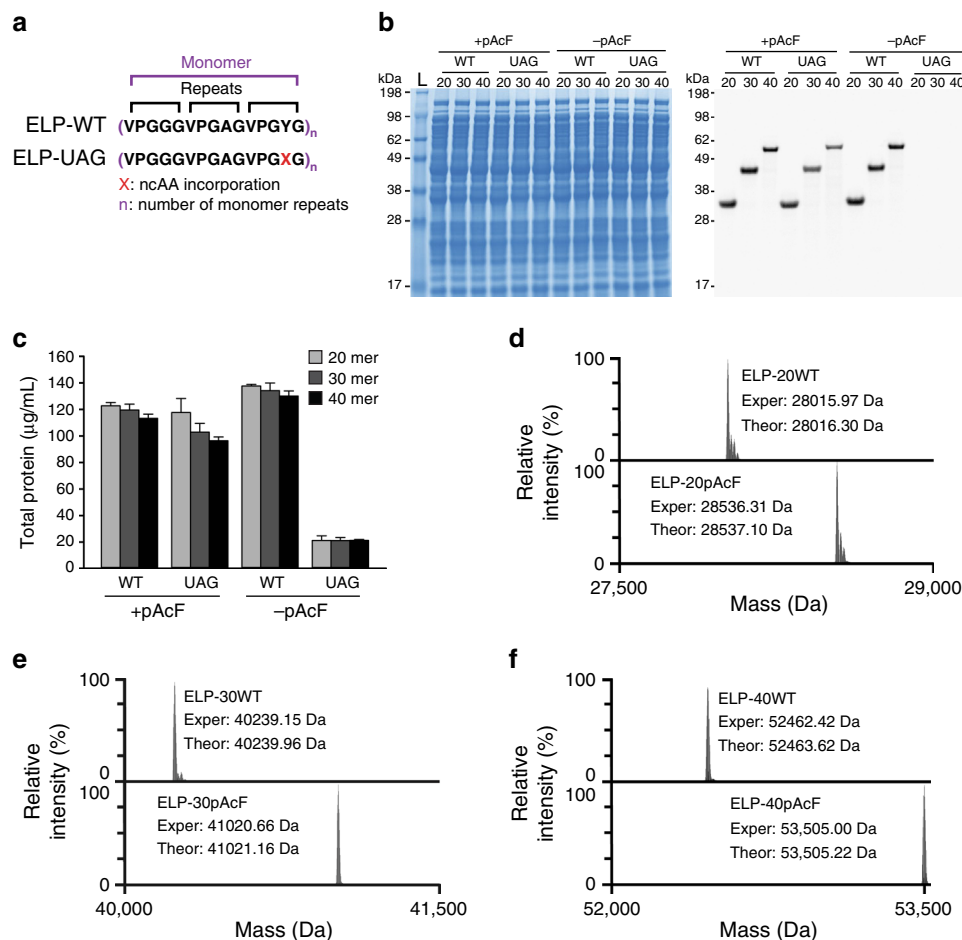 a
Monomer
Repeats
ELP-WT (VPGGGVPGAGVPGYG)n
ELP-UAG (VPGGGVPGAGVPGXG)n
X: ncAA incorporation
n: number of monomer repeats
b
+pAcF –pAcF
WT UAG WT UAG
kDa L 20 30 40 20 30 40 20 30 40 20 30 40
198
98
62
49
38
28
17
+pAcF –pAcF
WT UAG WT UAG
kDa 20 30 40 20 30 40 20 30 40 20 30 40
198
98
62
49
38
28
17
c
Total protein (µg/mL)
160
140
120
100
80
60
40
20
0
20 mer
30 mer
40 mer
WT UAG WT UAG
+pAcF –pAcF
d
Relative intensity (%)
100
0
ELP-20WT
Exper: 28015.97 Da
Theor: 28016.30 Da
100
0
ELP-20pAcF
Exper: 28536.31 Da
Theor: 28537.10 Da
27,500 29,000
Mass (Da)
e
Relative intensity (%)
100
0
ELP-30WT
Exper: 40239.15 Da
Theor: 40239.96 Da
100
0
ELP-30pAcF
Exper: 41020.66 Da
Theor: 41021.16 Da
40,000 41,500
Mass (Da)
f
Relative intensity (%)
100
0
ELP-40WT
Exper: 52462.42 Da
Theor: 52463.62 Da
100
0
ELP-40pAcF
Exper: 53,505.00 Da
Theor: 53,505.22 Da
52,000 53,500
Mass (Da)